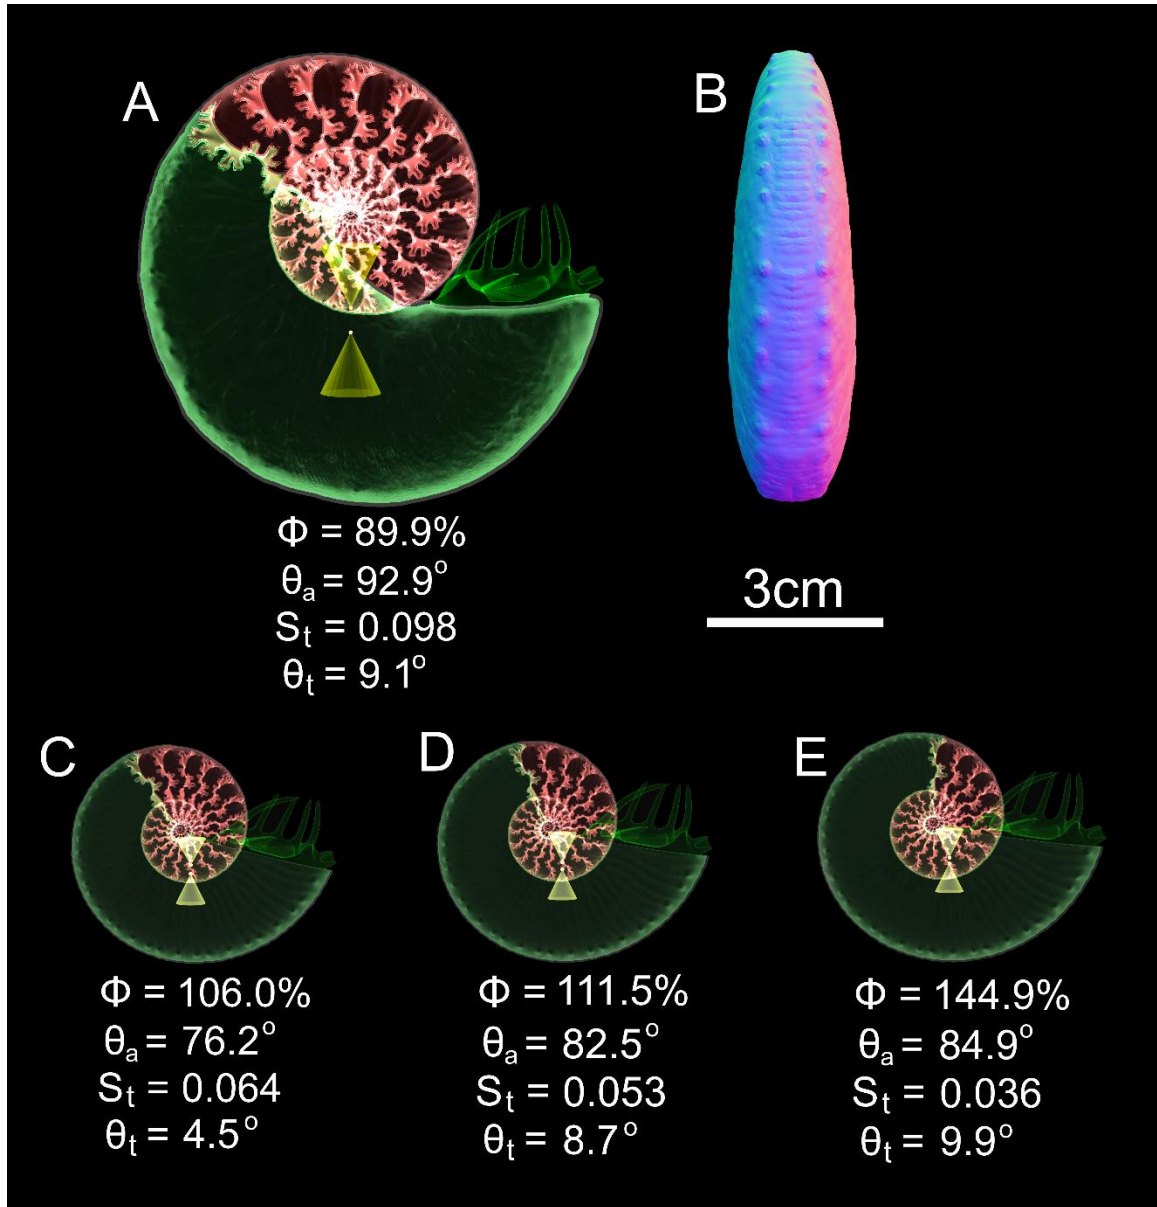 A
B
Φ = 89.9%
θa = 92.9°
St = 0.098
θt = 9.1°
3cm
C
D
E
Φ = 106.0%
θa = 76.2°
St = 0.064
θt = 4.5°
Φ = 111.5%
θa = 82.5°
St = 0.053
θt = 8.7°
Φ = 144.9%
θa = 84.9°
St = 0.036
θt = 9.9°